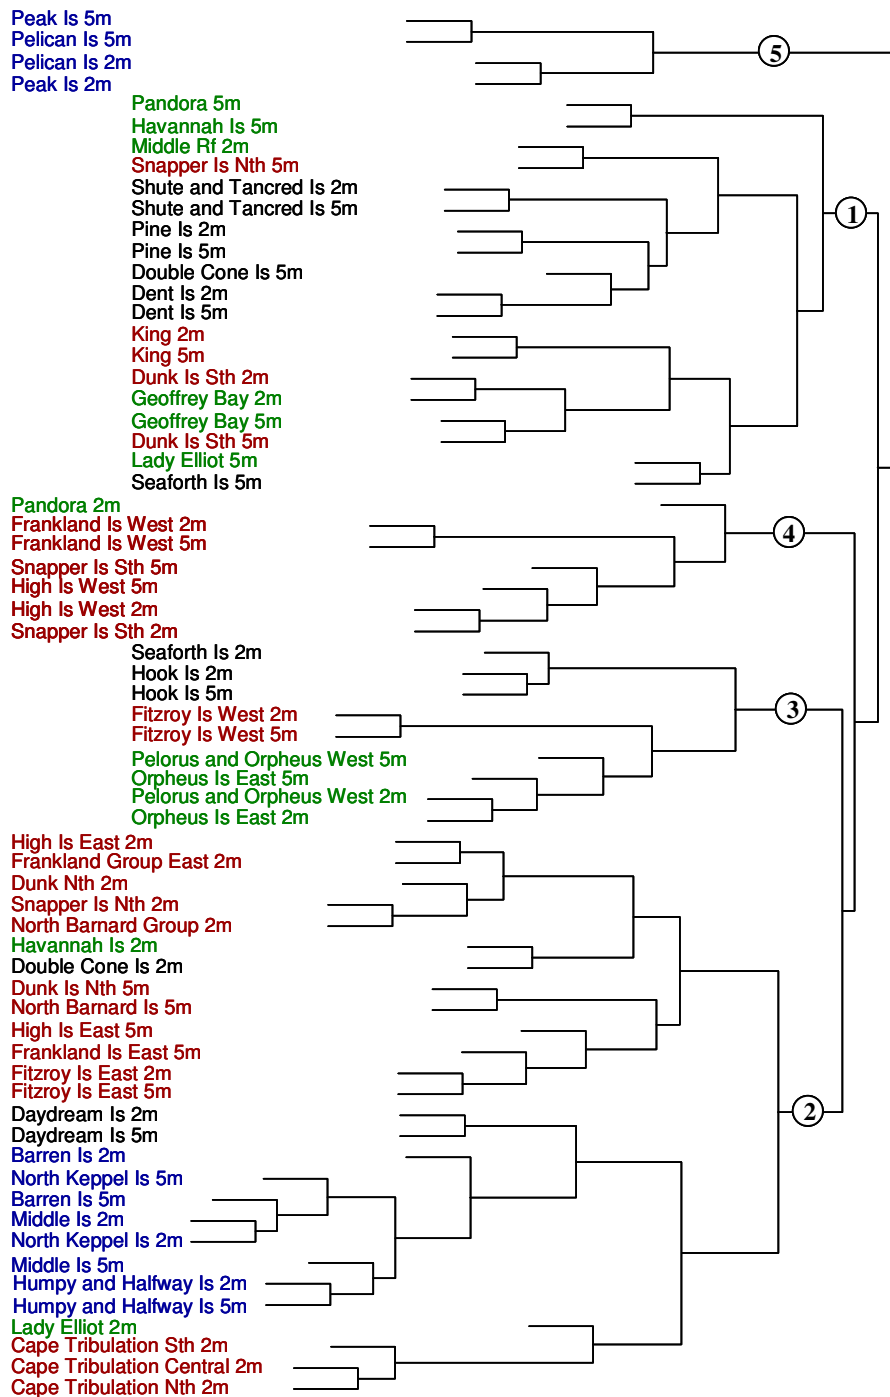 Peak Is 5m
Pelican Is 5m
Pelican Is 2m
Peak Is 2m
5
Pandora 5m
Havannah Is 5m
Middle Rf 2m
Snapper Is Nth 5m
Shute and Tancred Is 2m
Shute and Tancred Is 5m
1
Pine Is 2m
Pine Is 5m
Double Cone Is 5m
Dent Is 2m
Dent Is 5m
King 2m
King 5m
Dunk Is Sth 2m
Geoffrey Bay 2m
Geoffrey Bay 5m
Dunk Is Sth 5m
Lady Elliot 5m
Seaforth Is 5m
Pandora 2m
Frankland Is West 2m
4
Frankland Is West 5m
Snapper Is Sth 5m
High Is West 5m
High Is West 2m
Snapper Is Sth 2m
Seaforth Is 2m
Hook Is 2m
Hook Is 5m
3
Fitzroy Is West 2m
Fitzroy Is West 5m
Pelorus and Orpheus West 5m
Orpheus Is East 5m
Pelorus and Orpheus West 2m
Orpheus Is East 2m
High Is East 2m
Frankland Group East 2m
Dunk Nth 2m
Snapper Is Nth 2m
North Barnard Group 2m
Havannah Is 2m
Double Cone Is 2m
Dunk Is Nth 5m
North Barnard Is 5m
High Is East 5m
Frankland Is East 5m
Fitzroy Is East 2m
Fitzroy Is East 5m
Daydream Is 2m
2
Daydream Is 5m
Barren Is 2m
North Keppel Is 5m
Barren Is 5m
Middle Is 2m
North Keppel Is 2m
Middle Is 5m
Humpy and Halfway Is 2m
Humpy and Halfway Is 5m
Lady Elliot 2m
Cape Tribulation Sth 2m
Cape Tribulation Central 2m
Cape Tribulation Nth 2m